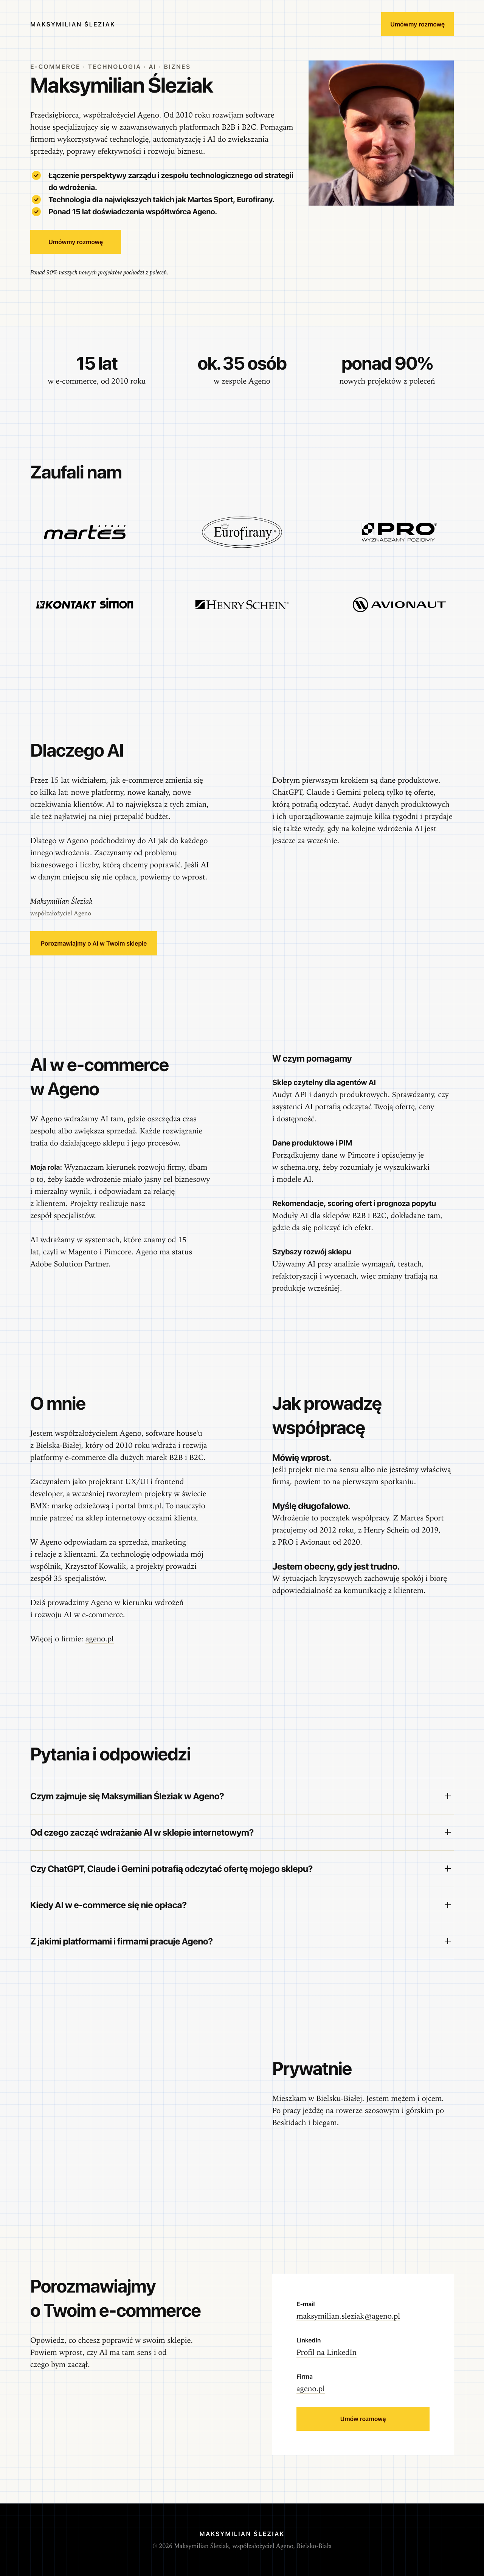 MAKSYMILIAN ŚLEZIAK
Umówmy rozmowę
E-COMMERCE · TECHNOLOGIA · AI · BIZNES
Maksymilian Śleziak
Przedsiębiorca, współzałożyciel Ageno. Od 2010 roku rozwijam software
house specjalizujący się w zaawansowanych platformach B2B i B2C. Pomagam
firmom wykorzystywać technologię, automatyzację i AI do zwiększania
sprzedaży, poprawy efektywności i rozwoju biznesu.
Łączenie perspektywy zarządu i zespołu technologicznego od strategii
do wdrożenia.
Technologia dla największych takich jak Martes Sport, Eurofirany.
Ponad 15 lat doświadczenia współtwórca Ageno.
Umówmy rozmowę
Ponad 90% naszych nowych projektów pochodzi z poleceń.
15 lat
w e-commerce, od 2010 roku
ok. 35 osób
w zespole Ageno
ponad 90%
nowych projektów z poleceń
Zaufali nam
martes
Eurofirany
PRO
WYZNACZAMY POZIOMY
KONTAKT simon
HENRY SCHEIN
AVIONAUT
Dlaczego AI
Przez 15 lat widziałem, jak e-commerce zmienia się
co kilka lat: nowe platformy, nowe kanały, nowe
oczekiwania klientów. AI to największa z tych zmian,
ale też najłatwiej na niej przepalić budżet.
Dlatego w Ageno podchodzimy do AI jak do każdego
innego wdrożenia. Zaczynamy od problemu
biznesowego i liczby, którą chcemy poprawić. Jeśli AI
w danym miejscu się nie opłaca, powiemy to wprost.
Maksymilian Śleziak
współzałożyciel Ageno
Porozmawiajmy o AI w Twoim sklepie
Dobrym pierwszym krokiem są dane produktowe.
ChatGPT, Claude i Gemini polecą tylko tę ofertę,
którą potrafią odczytać. Audyt danych produktowych
i ich uporządkowanie zajmuje kilka tygodni i przydaje
się także wtedy, gdy na kolejne wdrożenia AI jest
jeszcze za wcześnie.
AI w e-commerce
w Ageno
W Ageno wdrażamy AI tam, gdzie oszczędza czas
zespołu albo zwiększa sprzedaż. Każde rozwiązanie
trafia do działającego sklepu i jego procesów.
Moja rola: Wyznaczam kierunek rozwoju firmy, dbam
o to, żeby każde wdrożenie miało jasny cel biznesowy
i mierzalny wynik, i odpowiadam za relację
z klientem. Projekty realizuje nasz
zespół specjalistów.
AI wdrażamy w systemach, które znamy od 15
lat, czyli w Magento i Pimcore. Ageno ma status
Adobe Solution Partner.
W czym pomagamy
Sklep czytelny dla agentów AI
Audyt API i danych produktowych. Sprawdzamy, czy
asystenci AI potrafią odczytać Twoją ofertę, ceny
i dostępność.
Dane produktowe i PIM
Porządkujemy dane w Pimcore i opisujemy je
w schema.org, żeby rozumiały je wyszukiwarki
i modele AI.
Rekomendacje, scoring ofert i prognoza popytu
Moduły AI dla sklepów B2B i B2C, dokładane tam,
gdzie da się policzyć ich efekt.
Szybszy rozwój sklepu
Używamy AI przy analizie wymagań, testach,
refaktoryzacji i wycenach, więc zmiany trafiają na
produkcję wcześniej.
O mnie
Jestem współzałożycielem Ageno, software house'u
z Bielska-Białej, który od 2010 roku wdraża i rozwija
platformy e-commerce dla dużych marek B2B i B2C.
Zaczynałem jako projektant UX/UI i frontend
developer, a wcześniej tworzyłem projekty w świecie
BMX: markę odzieżową i portal bmx.pl. To nauczyło
mnie patrzeć na sklep internetowy oczami klienta.
W Ageno odpowiadam za sprzedaż, marketing
i relacje z klientami. Za technologię odpowiada mój
wspólnik, Krzysztof Kowalik, a projekty prowadzi
zespół 35 specjalistów.
Dziś prowadzimy Ageno w kierunku wdrożeń
i rozwoju AI w e-commerce.
Więcej o firmie: ageno.pl
Jak prowadzę
współpracę
Mówię wprost.
Jeśli projekt nie ma sensu albo nie jesteśmy właściwą
firmą, powiem to na pierwszym spotkaniu.
Myślę długofalowo.
Wdrożenie to początek współpracy. Z Martes Sport
pracujemy od 2012 roku, z Henry Schein od 2019,
z PRO i Avionaut od 2020.
Jestem obecny, gdy jest trudno.
W sytuacjach kryzysowych zachowuję spokój i biorę
odpowiedzialność za komunikację z klientem.
Pytania i odpowiedzi
Czym zajmuje się Maksymilian Śleziak w Ageno?
Od czego zacząć wdrażanie AI w sklepie internetowym?
Czy ChatGPT, Claude i Gemini potrafią odczytać ofertę mojego sklepu?
Kiedy AI w e-commerce się nie opłaca?
Z jakimi platformami i firmami pracuje Ageno?
Prywatnie
Mieszkam w Bielsku-Białej. Jestem mężem i ojcem.
Po pracy jeżdżę na rowerze szosowym i górskim po
Beskidach i biegam.
Porozmawiajmy
o Twoim e-commerce
Opowiedz, co chcesz poprawić w swoim sklepie.
Powiem wprost, czy AI ma tam sens i od
czego bym zaczął.
E-mail
maksymilian.sleziak@ageno.pl
LinkedIn
Profil na LinkedIn
Firma
ageno.pl
Umów rozmowę
MAKSYMILIAN ŚLEZIAK
© 2026 Maksymilian Śleziak, współzałożyciel Ageno, Bielsko-Biała